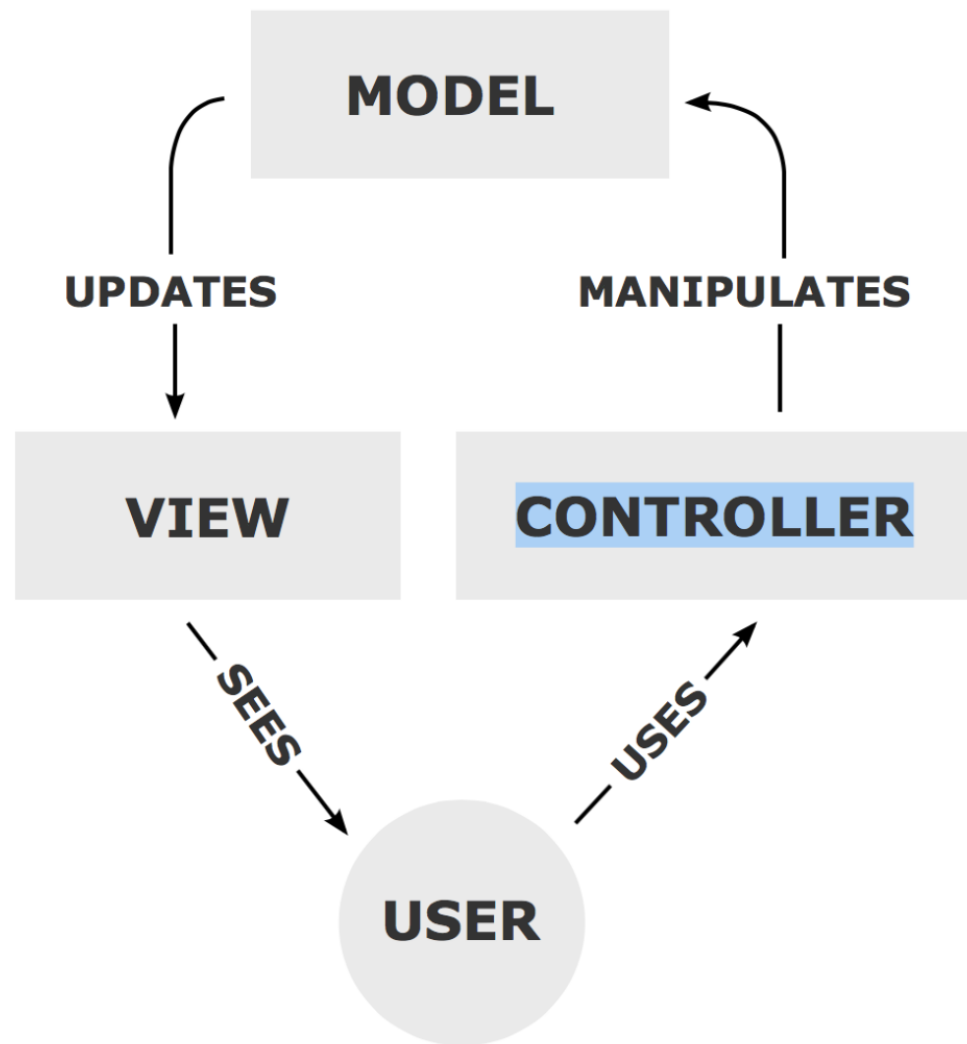 MODEL
UPDATES
MANIPULATES
VIEW
CONTROLLER
SEES
USES
USER